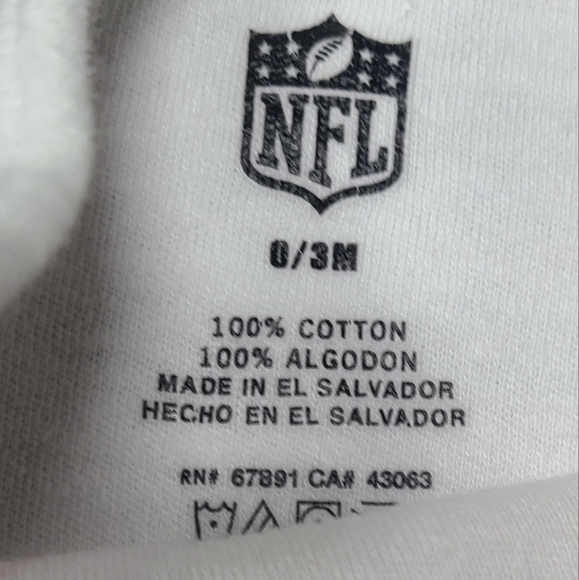 NFL
0/3M
100% COTTON
100% ALGODON
MADE IN EL SALVADOR
HECHO EN EL SALVADOR
RN# 67891 CA# 43063